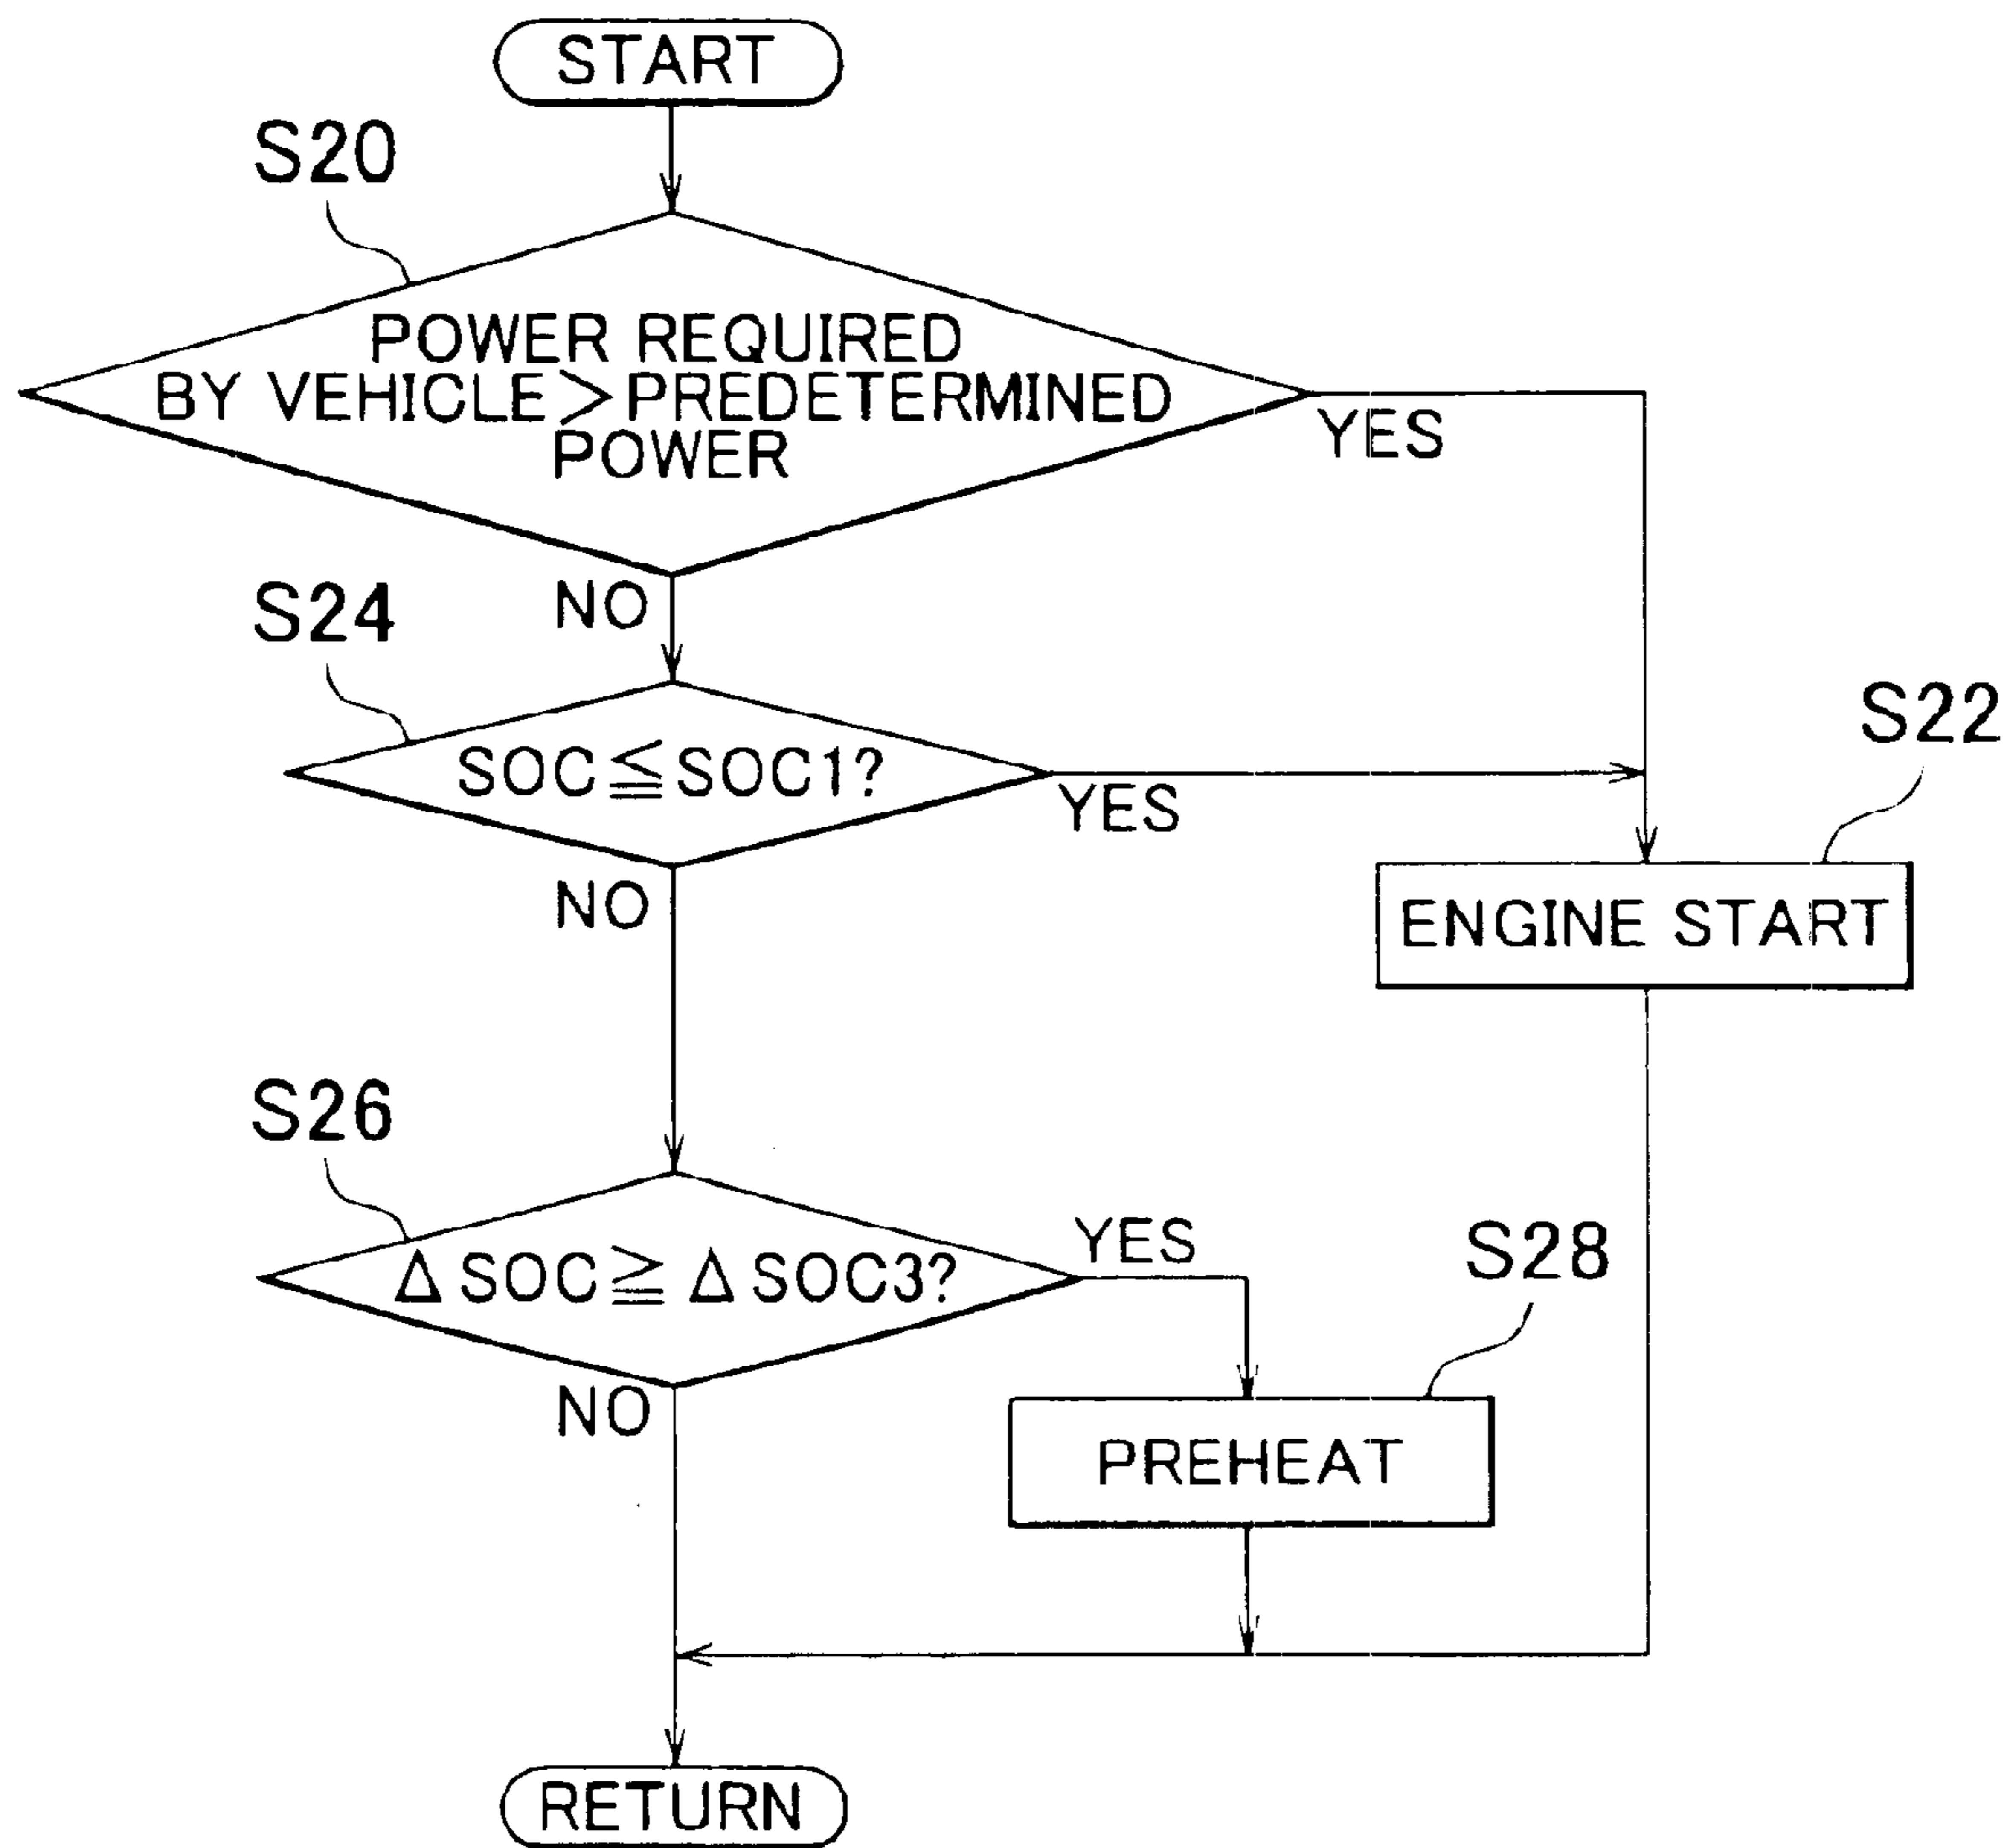 START
S20
POWER REQUIRED
BY VEHICLE>PREDETERMINED
POWER
YES
NO
S24
SOC≦SOC1?
YES
NO
S22
ENGINE START
S26
Δ SOC≧ Δ SOC3?
YES
NO
S28
PREHEAT
RETURN